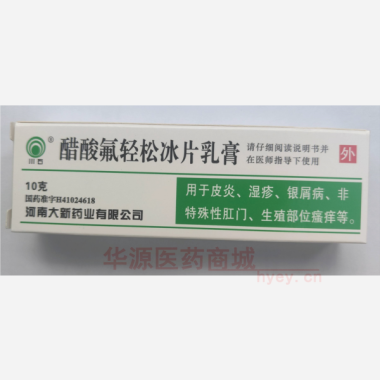 醋酸氟轻松冰片乳膏
请仔细阅读说明书并
在医师指导下使用
外
10克
国药准字H41024618
河南大新药业有限公司
用于皮炎、湿疹、银屑病、非
特殊性肛门、生殖部位瘙痒等。
华源医药商城
hyey.cn